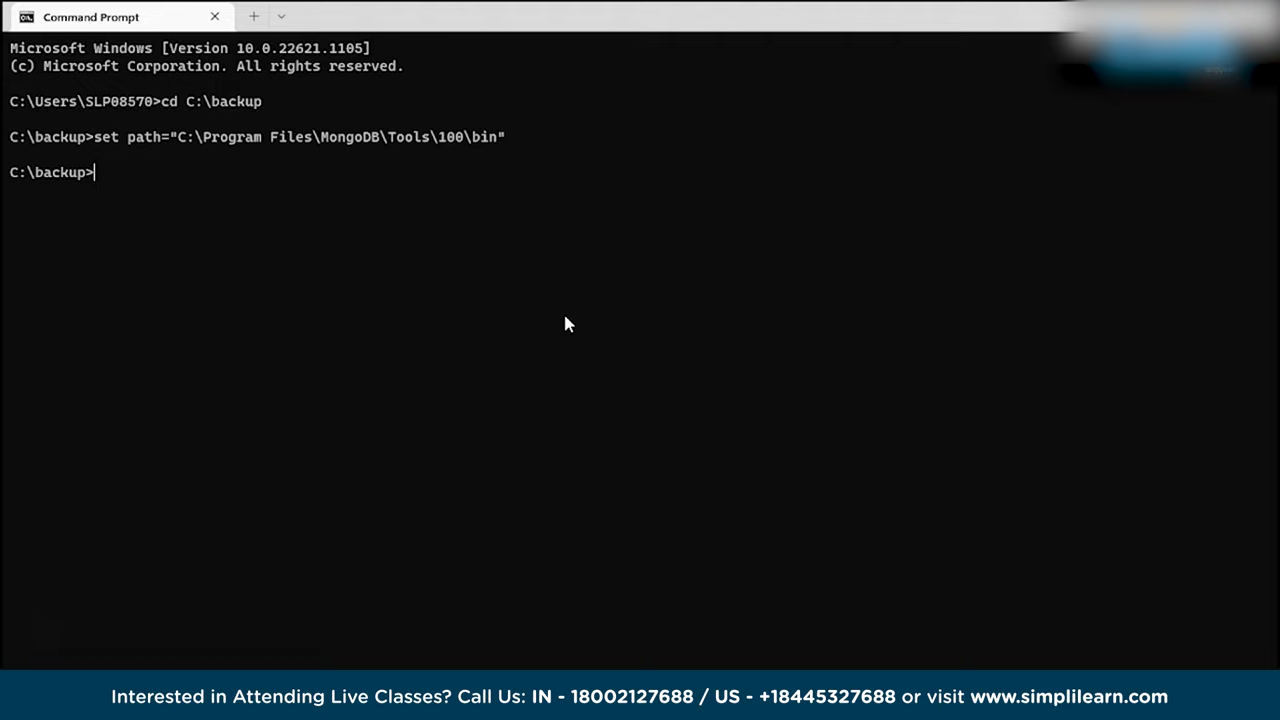 Command Prompt
Microsoft Windows [Version 10.0.22621.1105]
(c) Microsoft Corporation. All rights reserved.
C:\Users\SLP08570>cd C:\backup
C:\backup>set path="C:\Program Files\MongoDB\Tools\100\bin"
C:\backup>
Interested in Attending Live Classes? Call Us: IN - 18002127688 / US - +18445327688 or visit www.simplilearn.com